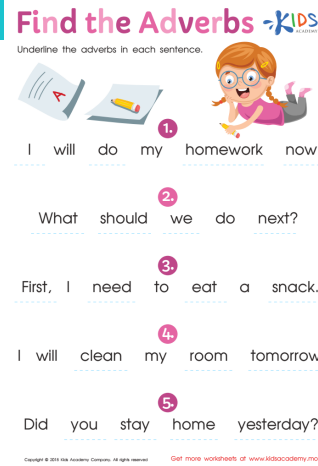 Find the Adverbs
KIDS
ACADEMY
Underline the adverbs in each sentence.
A
1.
I will do my homework now
2.
What should we do next?
3.
First, I need to eat a snack.
4.
I will clean my room tomorrow
5.
Did you stay home yesterday?
Copyright © 2015 Kids Academy Company. All rights reserved
Get more worksheets at www.kidsacademy.mo